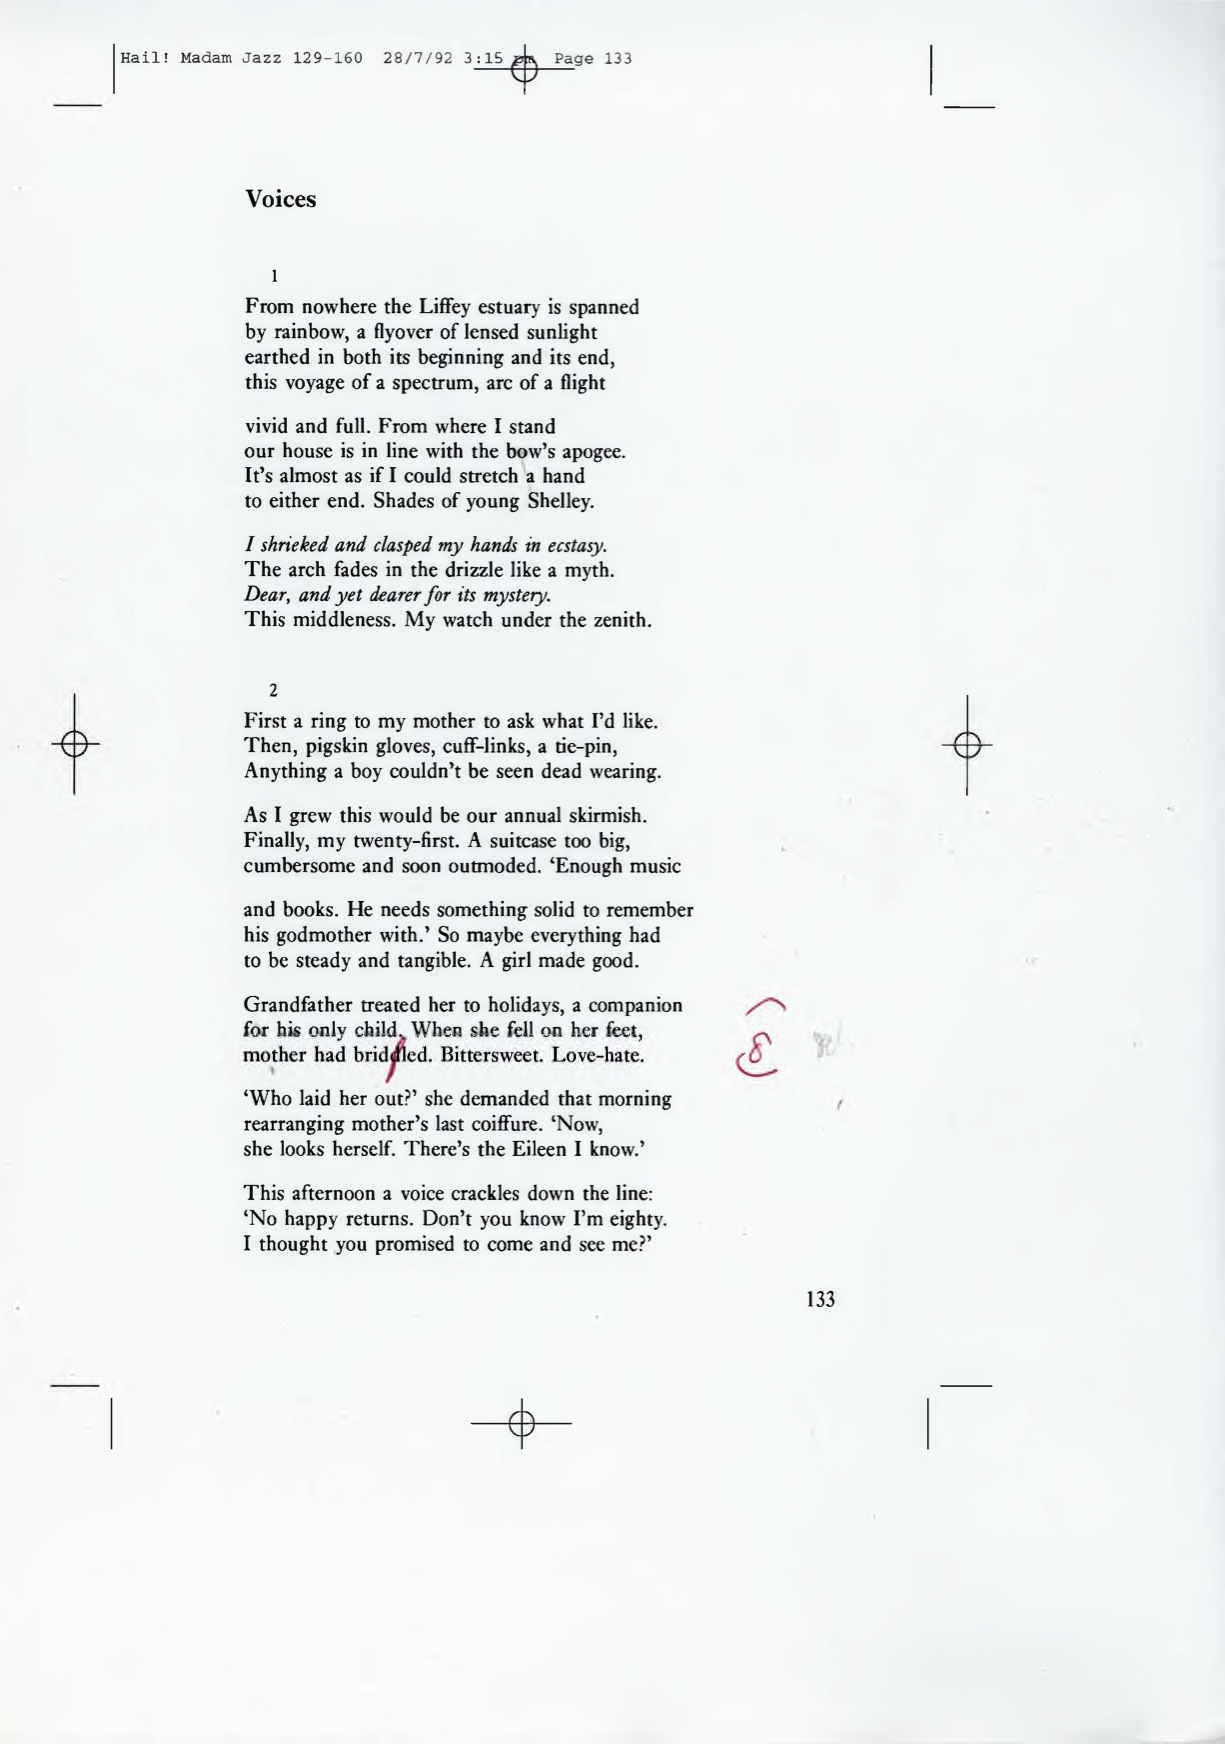 Hail! Madam Jazz 129-160 28/7/92 3:15 pm Page 133
Voices
1
From nowhere the Liffey estuary is spanned
by rainbow, a flyover of lensed sunlight
earthed in both its beginning and its end,
this voyage of a spectrum, arc of a flight
vivid and full. From where I stand
our house is in line with the bow's apogee.
It's almost as if I could stretch a hand
to either end. Shades of young Shelley.
I shrieked and clasped my hands in ecstasy.
The arch fades in the drizzle like a myth.
Dear, and yet dearer for its mystery.
This middleness. My watch under the zenith.
2
First a ring to my mother to ask what I'd like.
Then, pigskin gloves, cuff-links, a tie-pin,
Anything a boy couldn't be seen dead wearing.
As I grew this would be our annual skirmish.
Finally, my twenty-first. A suitcase too big,
cumbersome and soon outmoded. ‘Enough music
and books. He needs something solid to remember
his godmother with.’ So maybe everything had
to be steady and tangible. A girl made good.
Grandfather treated her to holidays, a companion
for his only child. When she fell on her feet,
mother had briddled. Bittersweet. Love-hate.
‘Who laid her out?’ she demanded that morning
rearranging mother's last coiffure. ‘Now,
she looks herself. There's the Eileen I know.’
This afternoon a voice crackles down the line:
‘No happy returns. Don't you know I'm eighty.
I thought you promised to come and see me?’
133